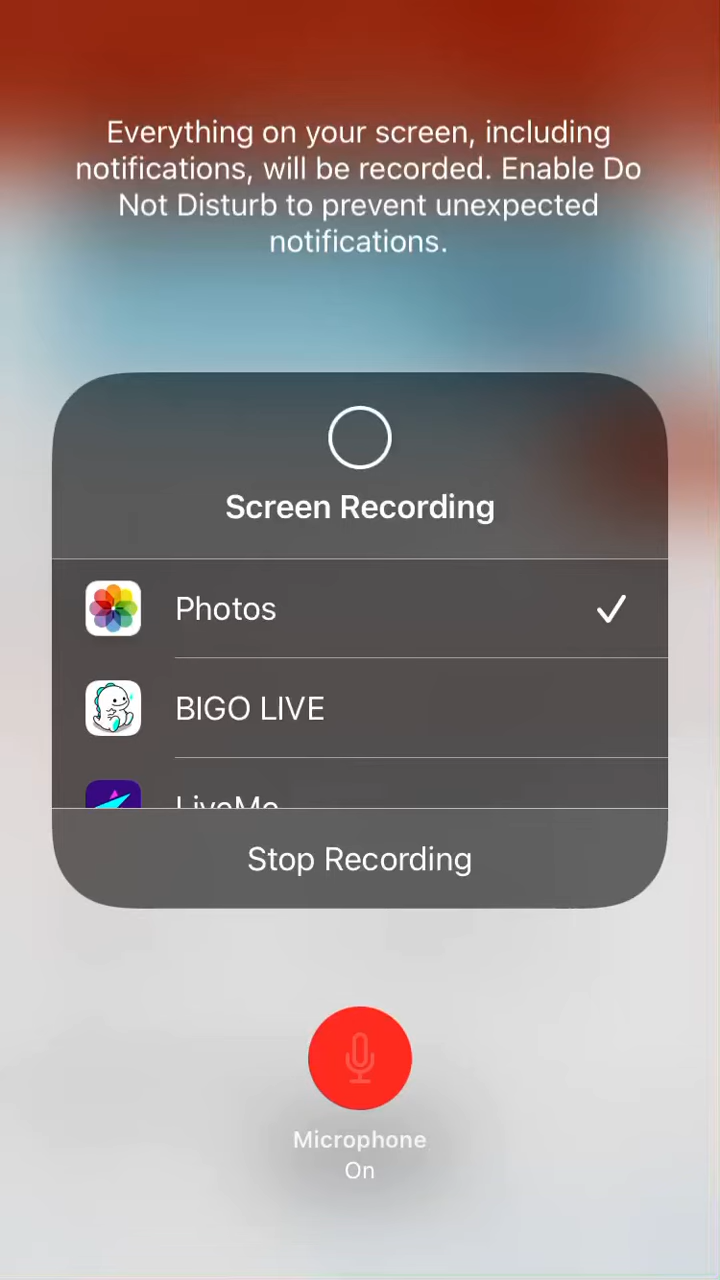 Everything on your screen, including
notifications, will be recorded. Enable Do
Not Disturb to prevent unexpected
notifications.
Screen Recording
Photos
BIGO LIVE
LiveMe
Stop Recording
Microphone
On